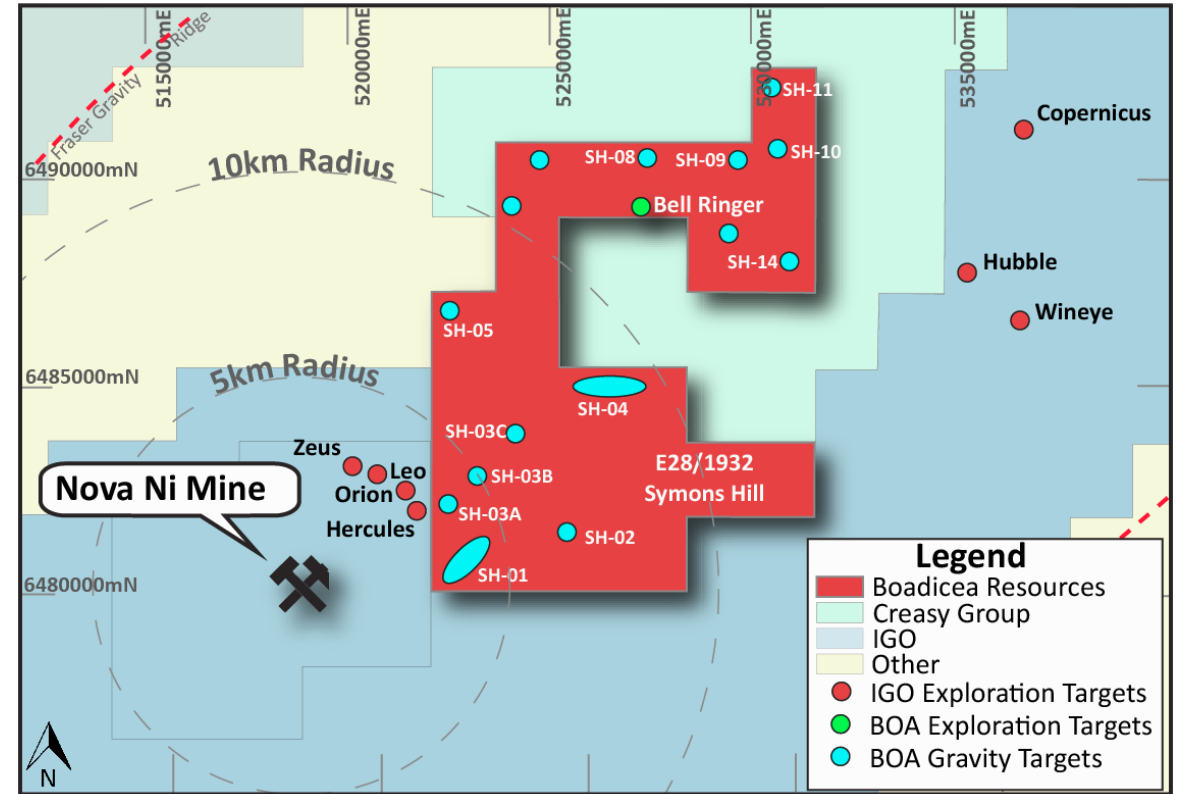 515000mE
520000mE
525000mE
530000mE
535000mE
Fraser Gravity Ridge
SH-11
Copernicus
6490000mN
10km Radius
SH-08
SH-09
SH-10
Bell Ringer
SH-14
Hubble
Wineye
SH-05
6485000mN
5km Radius
SH-04
SH-03C
Zeus
Leo
Orion
Hercules
SH-03B
SH-03A
E28/1932
Symons Hill
Nova Ni Mine
SH-02
SH-01
6480000mN
Legend
Boadicea Resources
Creasy Group
IGO
Other
IGO Exploration Targets
BOA Exploration Targets
BOA Gravity Targets
N